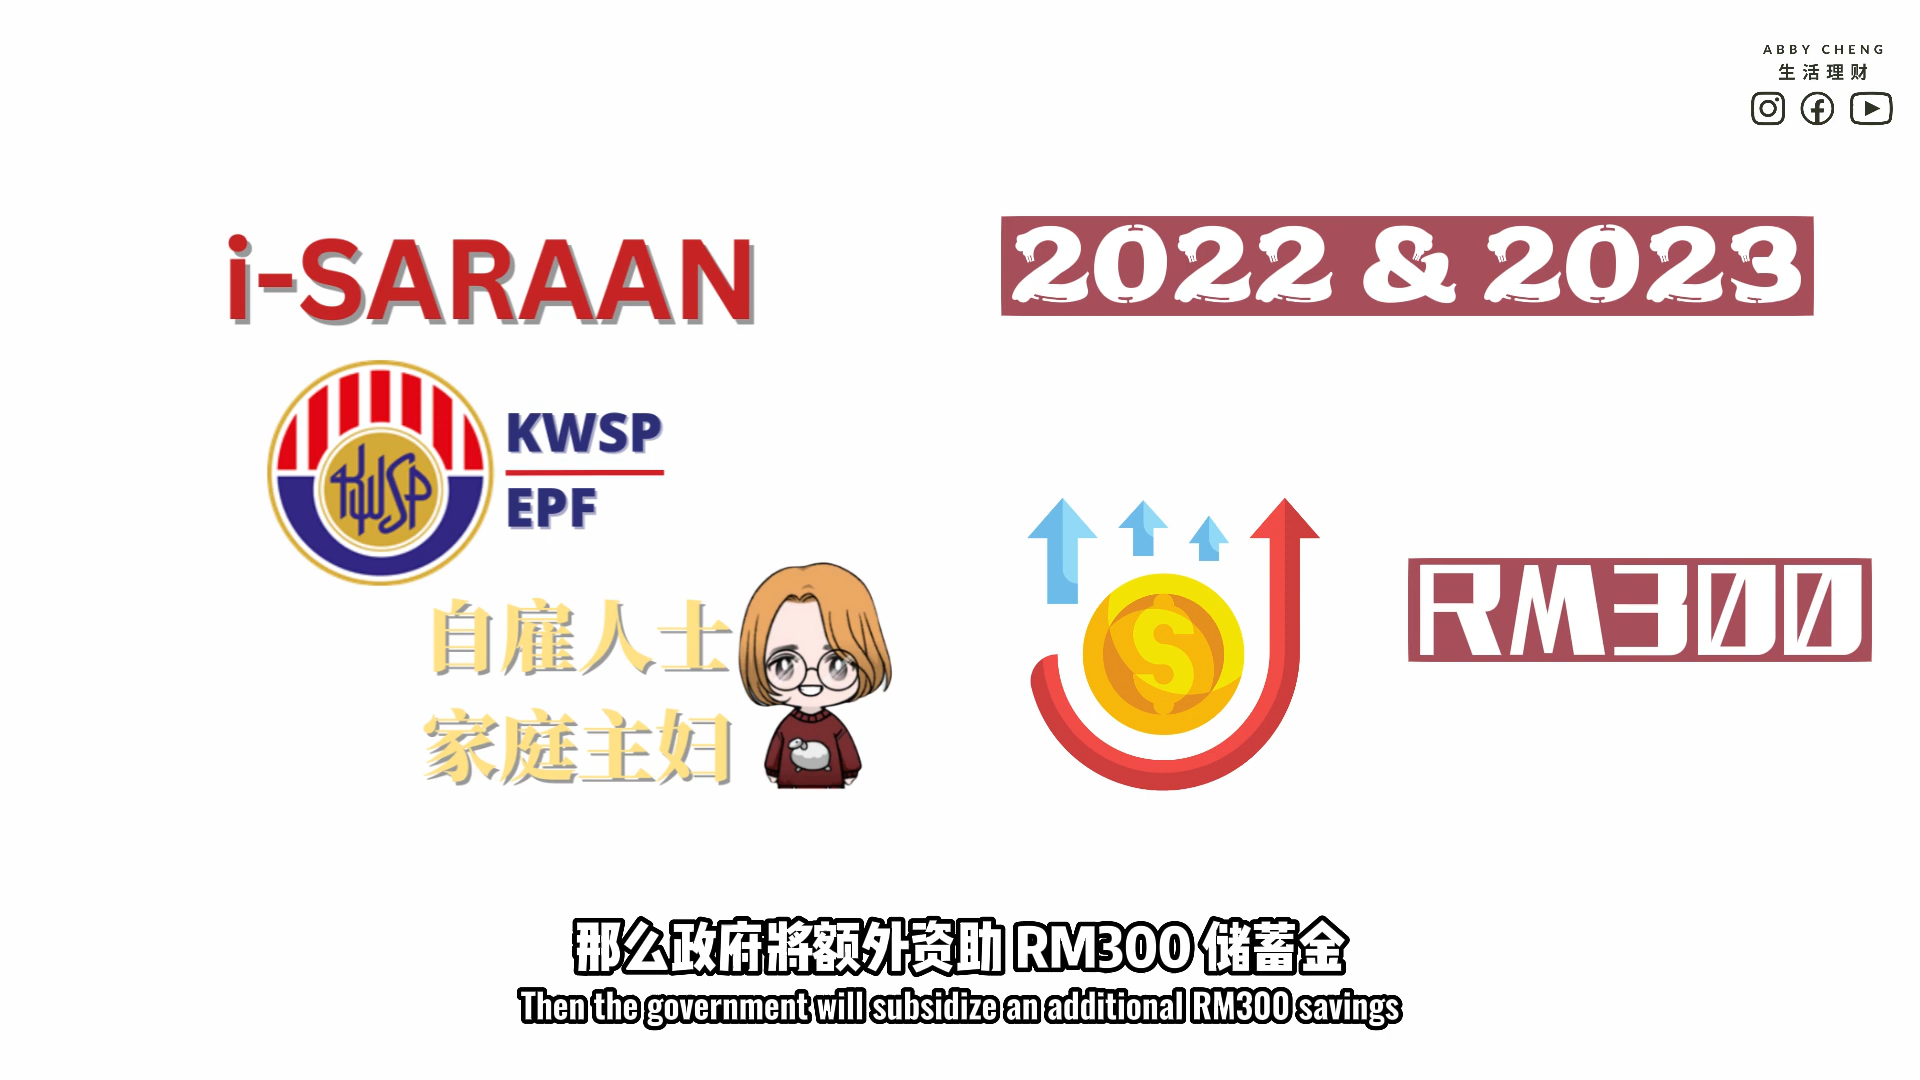 ABBY CHENG
生活理财
i-SARAAN
2022 & 2023
KWSP
KWSP
EPF
自雇人士
家庭主妇
S
RM300
那么政府將额外资助 RM300 储蓄金
Then the government will subsidize an additional RM300 savings